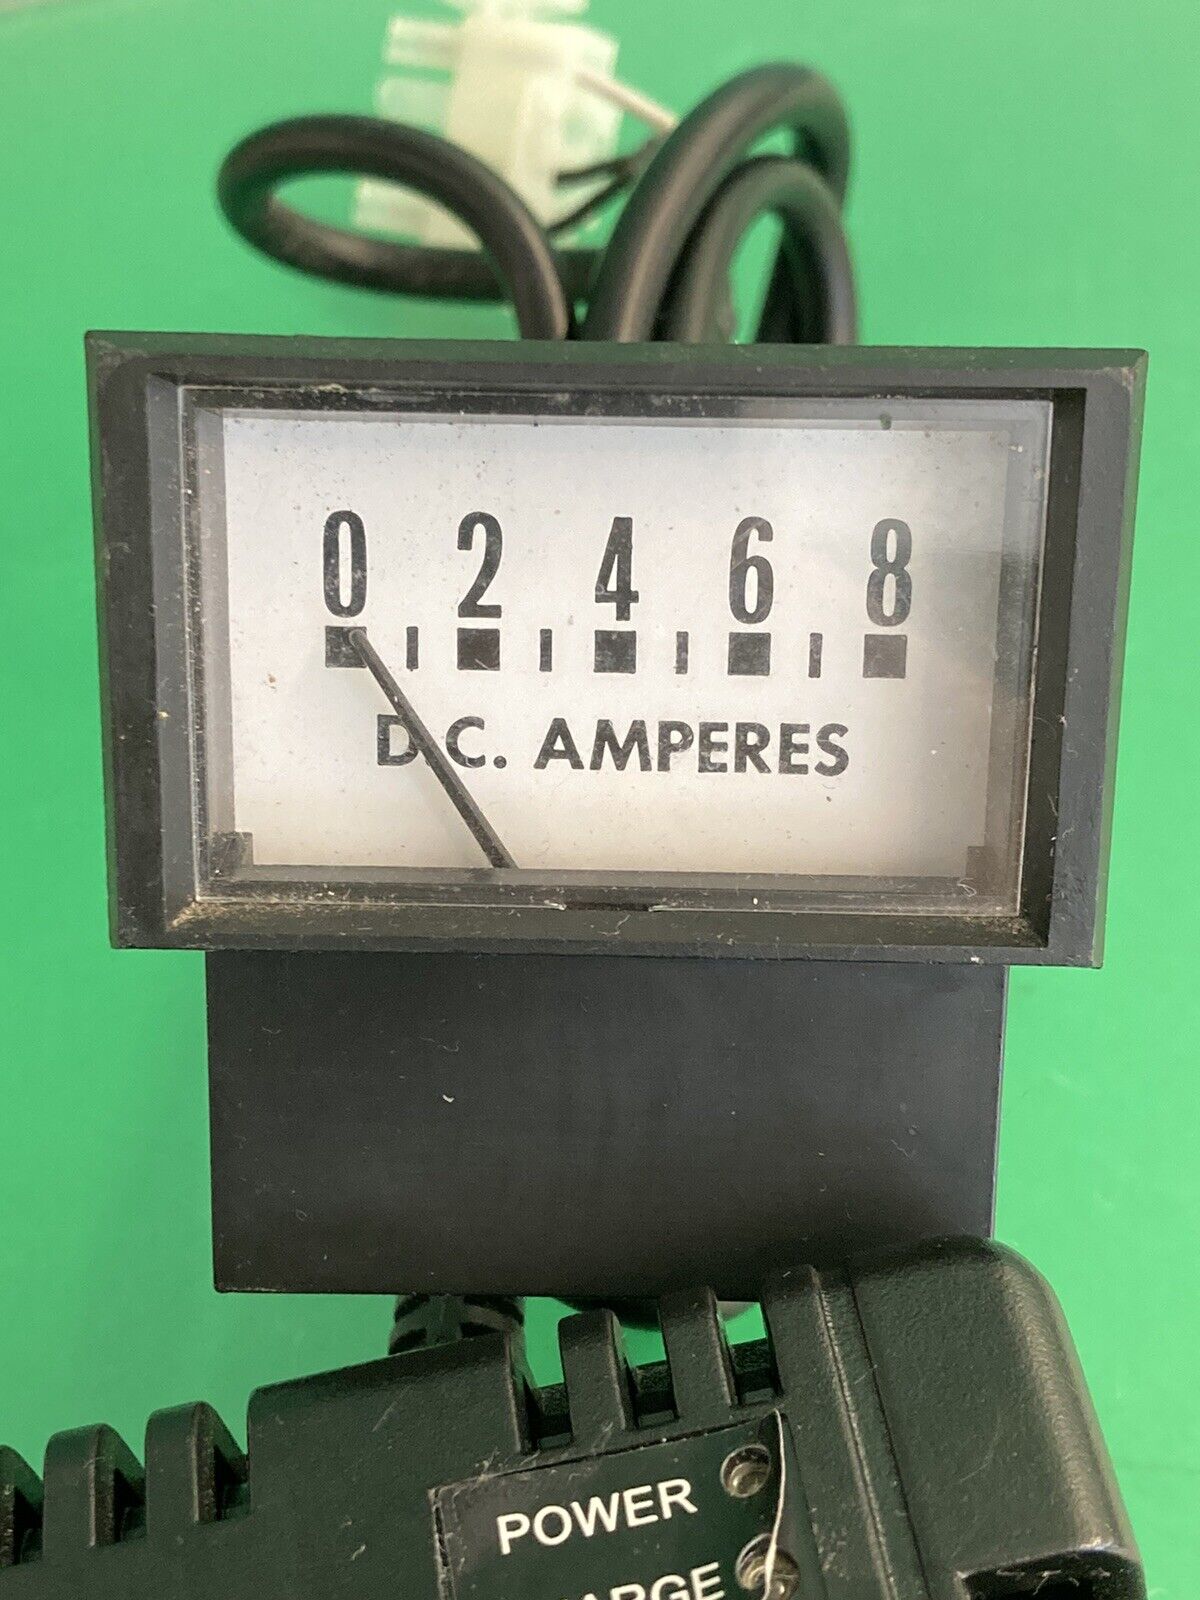 0 2 4 6 8
D.C. AMPERES
POWER